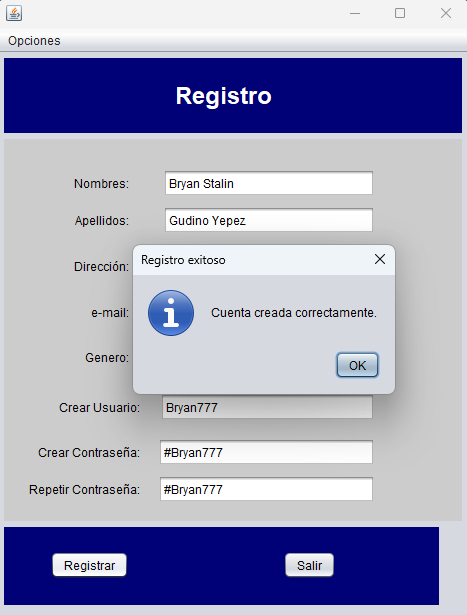 Opciones
Registro
Nombres: Bryan Stalin
Apellidos: Gudino Yepez
Dirección:
Registro exitoso
e-mail:
Cuenta creada correctamente.
Genero:
OK
Crear Usuario: Bryan777
Crear Contraseña: #Bryan777
Repetir Contraseña: #Bryan777
Registrar Salir